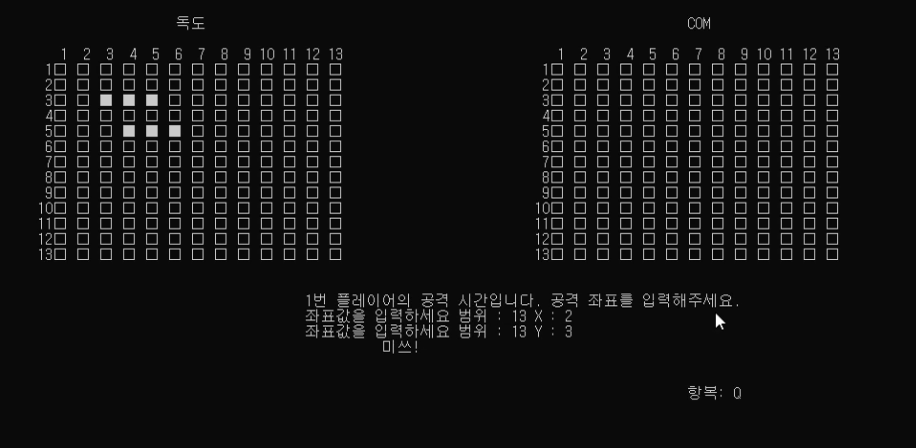 독도 COM
1 2 3 4 5 6 7 8 9 10 11 12 13 1 2 3 4 5 6 7 8 9 10 11 12 13
1□ □ □ □ □ □ □ □ □ □ □ □ □ 1□ □ □ □ □ □ □ □ □ □ □ □ □
2□ □ □ □ □ □ □ □ □ □ □ □ □ 2□ □ □ □ □ □ □ □ □ □ □ □ □
3□ □ ■ ■ ■ □ □ □ □ □ □ □ □ 3□ □ □ □ □ □ □ □ □ □ □ □ □
4□ □ □ □ □ □ □ □ □ □ □ □ □ 4□ □ □ □ □ □ □ □ □ □ □ □ □
5□ □ □ ■ ■ ■ □ □ □ □ □ □ □ 5□ □ □ □ □ □ □ □ □ □ □ □ □
6□ □ □ □ □ □ □ □ □ □ □ □ □ 6□ □ □ □ □ □ □ □ □ □ □ □ □
7□ □ □ □ □ □ □ □ □ □ □ □ □ 7□ □ □ □ □ □ □ □ □ □ □ □ □
8□ □ □ □ □ □ □ □ □ □ □ □ □ 8□ □ □ □ □ □ □ □ □ □ □ □ □
9□ □ □ □ □ □ □ □ □ □ □ □ □ 9□ □ □ □ □ □ □ □ □ □ □ □ □
10□ □ □ □ □ □ □ □ □ □ □ □ □ 10□ □ □ □ □ □ □ □ □ □ □ □ □
11□ □ □ □ □ □ □ □ □ □ □ □ □ 11□ □ □ □ □ □ □ □ □ □ □ □ □
12□ □ □ □ □ □ □ □ □ □ □ □ □ 12□ □ □ □ □ □ □ □ □ □ □ □ □
13□ □ □ □ □ □ □ □ □ □ □ □ □ 13□ □ □ □ □ □ □ □ □ □ □ □ □
1번 플레이어의 공격 시간입니다. 공격 좌표를 입력해주세요.
좌표값을 입력하세요 범위 : 13 X : 2
좌표값을 입력하세요 범위 : 13 Y : 3
미쓰!
항복: Q